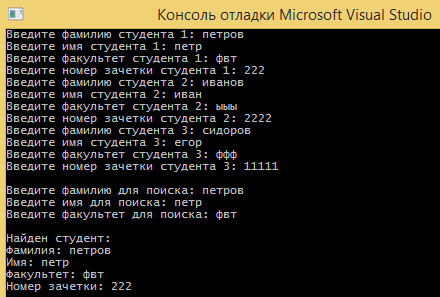 Консоль отладки Microsoft Visual Studio
Введите фамилию студента 1: петров
Введите имя студента 1: петр
Введите факультет студента 1: фвт
Введите номер зачетки студента 1: 222
Введите фамилию студента 2: иванов
Введите имя студента 2: иван
Введите факультет студента 2: ыыы
Введите номер зачетки студента 2: 2222
Введите фамилию студента 3: сидоров
Введите имя студента 3: егор
Введите факультет студента 3: ффф
Введите номер зачетки студента 3: 11111
Введите фамилию для поиска: петров
Введите имя для поиска: петр
Введите факультет для поиска: фвт
Найден студент:
Фамилия: петров
Имя: петр
Факультет: фвт
Номер зачетки: 222